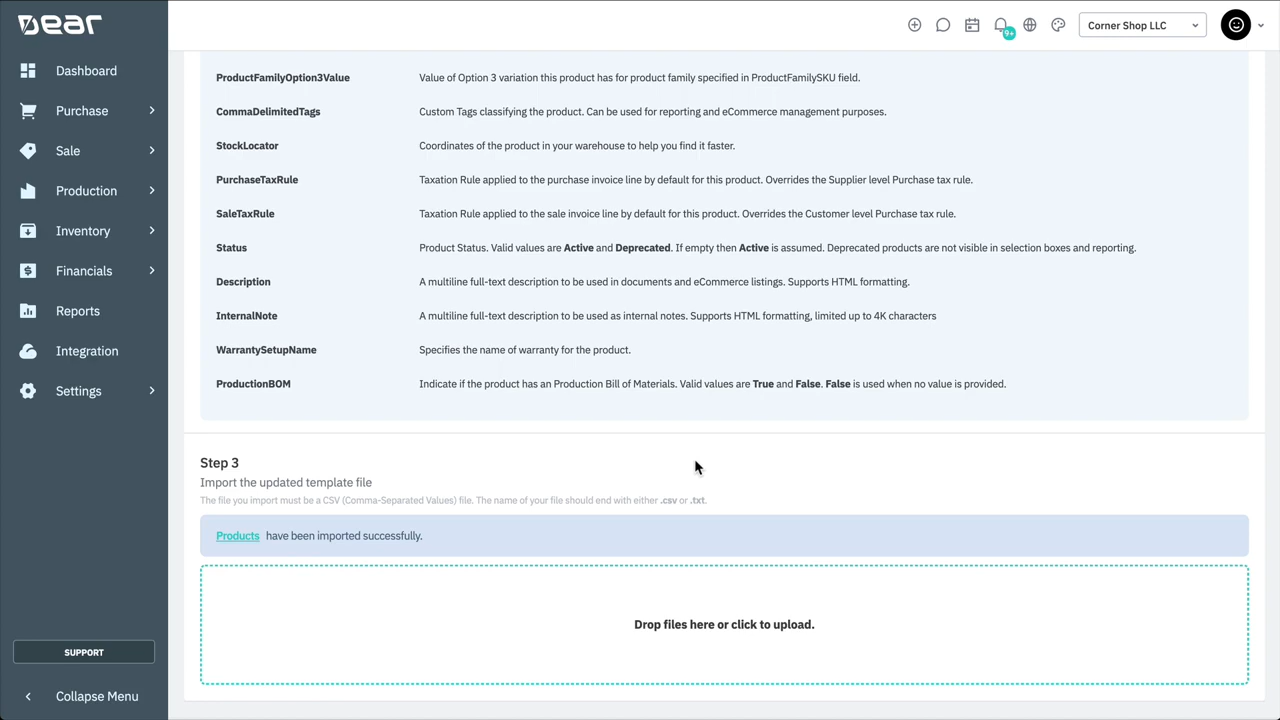 DEAR
9+
Corner Shop LLC
Dashboard
Purchase
Sale
Production
Inventory
Financials
Reports
Integration
Settings
SUPPORT
Collapse Menu
ProductFamilyOption3Value Value of Option 3 variation this product has for product family specified in ProductFamilySKU field.
CommaDelimitedTags Custom Tags classifying the product. Can be used for reporting and eCommerce management purposes.
StockLocator Coordinates of the product in your warehouse to help you find it faster.
PurchaseTaxRule Taxation Rule applied to the purchase invoice line by default for this product. Overrides the Supplier level Purchase tax rule.
SaleTaxRule Taxation Rule applied to the sale invoice line by default for this product. Overrides the Customer level Purchase tax rule.
Status Product Status. Valid values are Active and Deprecated. If empty then Active is assumed. Deprecated products are not visible in selection boxes and reporting.
Description A multiline full-text description to be used in documents and eCommerce listings. Supports HTML formatting.
InternalNote A multiline full-text description to be used as internal notes. Supports HTML formatting, limited up to 4K characters
WarrantySetupName Specifies the name of warranty for the product.
ProductionBOM Indicate if the product has an Production Bill of Materials. Valid values are True and False. False is used when no value is provided.
Step 3
Import the updated template file
The file you import must be a CSV (Comma-Separated Values) file. The name of your file should end with either .csv or .txt.
Products have been imported successfully.
Drop files here or click to upload.